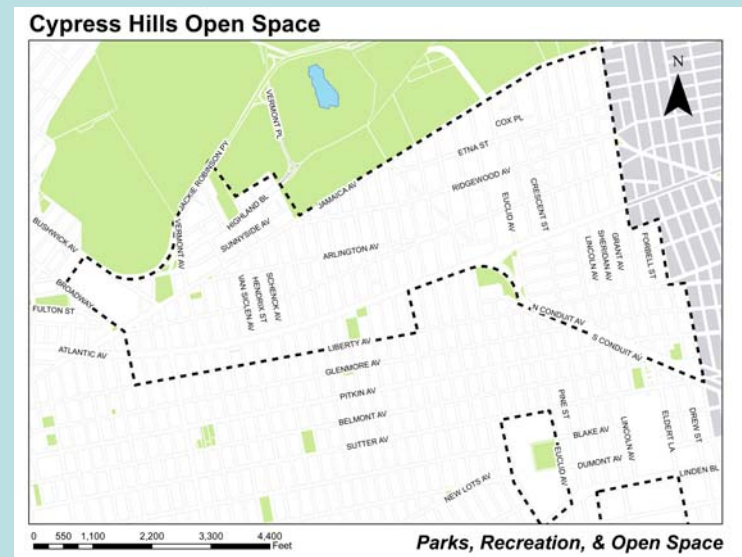 Cypress Hills Open Space
N
VERMONT PL
COX PL
ETNA ST
JACKIE ROBINSON PY
RIDGEWOOD AV
JAMAICA AV
HIGHLAND BL
SUNNYSIDE AV
EUCLID AV
CRESCENT ST
BUSHWICK AV
VERMONT AV
ARLINGTON AV
LINCOLN AV
SHERIDAN AV
GRANT AV
FORBELL ST
BROADWAY
VAN SICLEN AV
HENDRIX ST
SCHENCK AV
FULTON ST
N CONDUIT AV
S CONDUIT AV
ATLANTIC AV
LIBERTY AV
GLENMORE AV
PITKIN AV
BELMONT AV
SUTTER AV
PINE ST
BLAKE AV
LINCOLN AV
ELDERT LA
DREW ST
EUCLID AV
DUMONT AV
LINDEN BL
NEW LOTS AV
0 550 1,100 2,200 3,300 4,400
Feet
Parks, Recreation, & Open Space